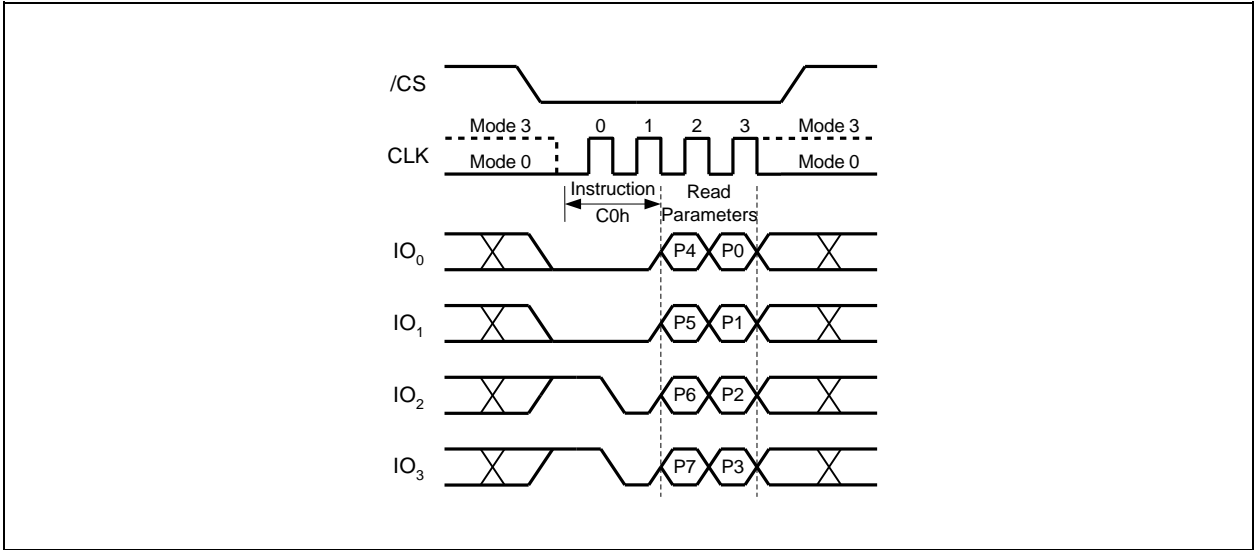 /CS
Mode 3 0 1 2 3 Mode 3
CLK
Mode 0 Mode 0
Instruction Read
C0h Parameters
IO0 P4 P0
IO1 P5 P1
IO2 P6 P2
IO3 P7 P3